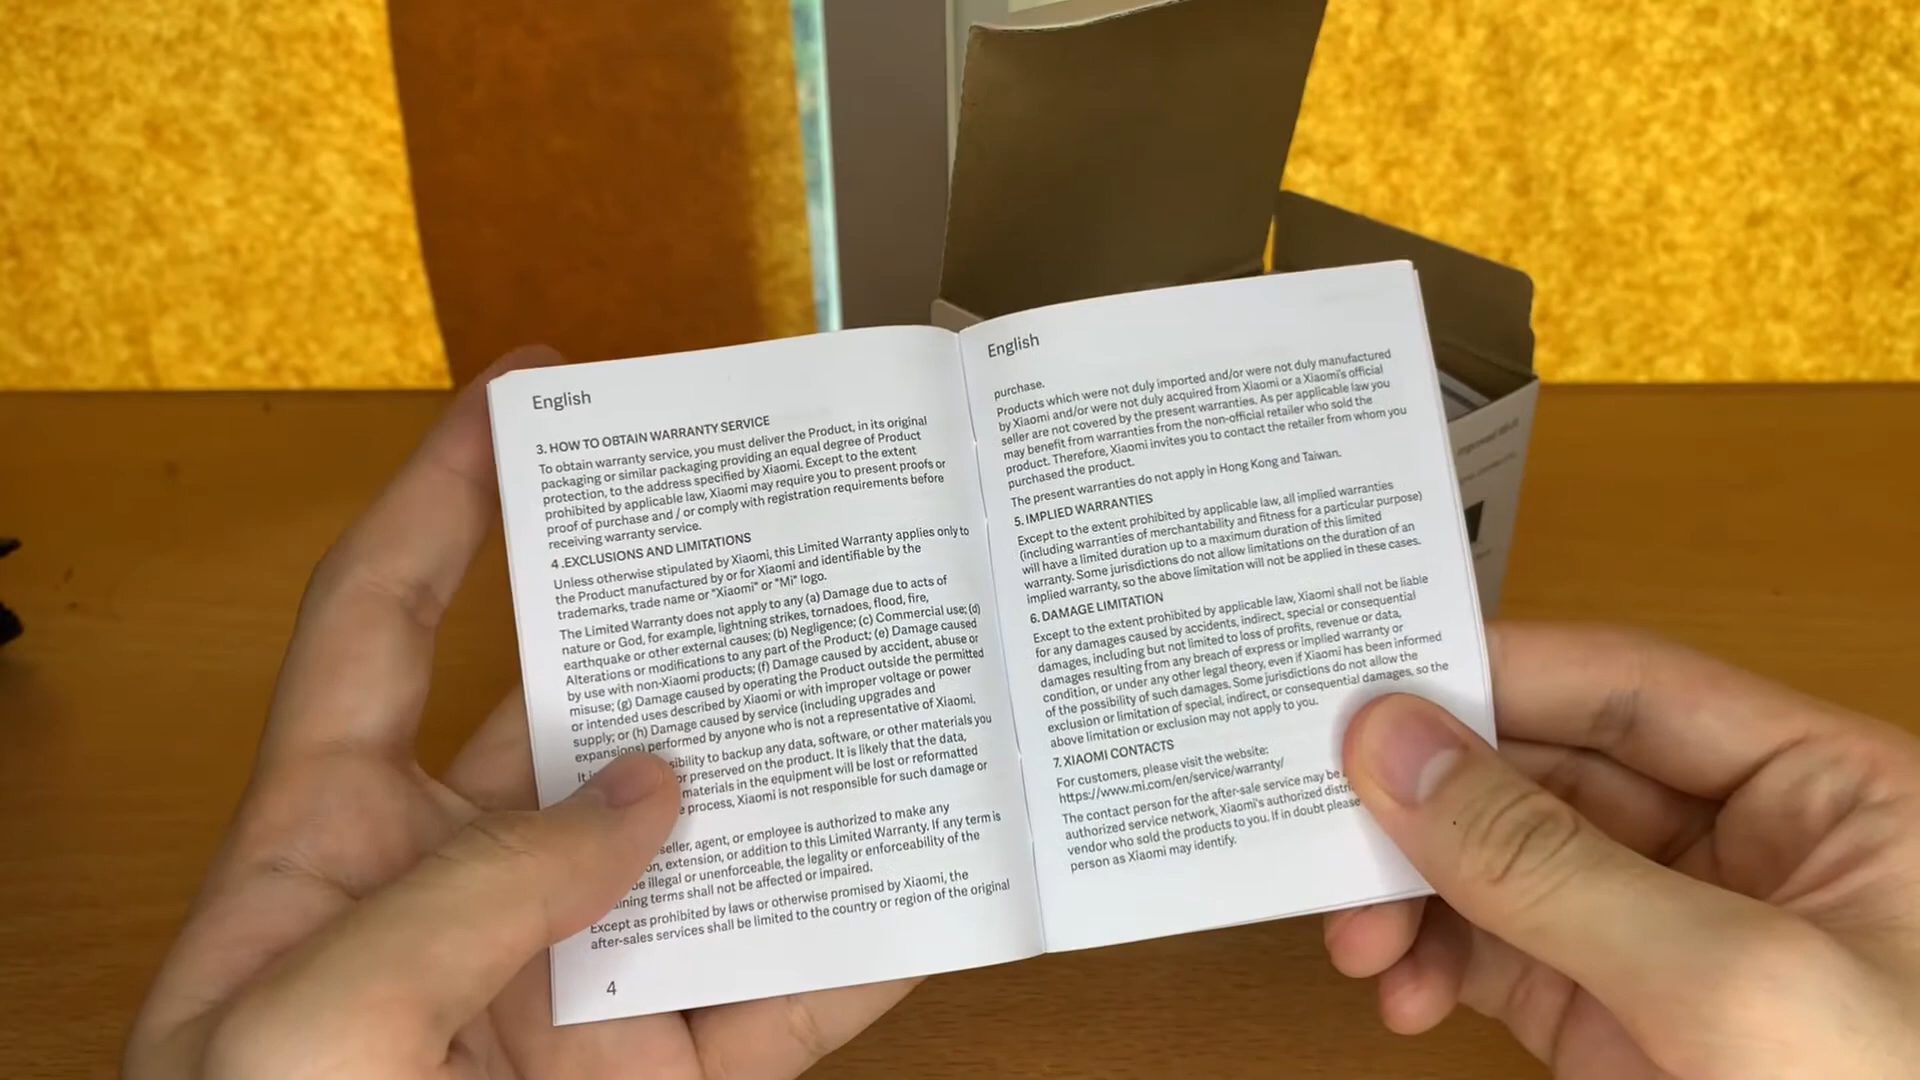 English
3. HOW TO OBTAIN WARRANTY SERVICE
To obtain warranty service, you must deliver the Product, in its original
packaging or similar packaging providing an equal degree of Product
protection, to the address specified by Xiaomi. Except to the extent
prohibited by applicable law, Xiaomi may require you to present proofs or
proof of purchase and / or comply with registration requirements before
receiving warranty service.
4.EXCLUSIONS AND LIMITATIONS
Unless otherwise stipulated by Xiaomi, this Limited Warranty applies only to
the Product manufactured by or for Xiaomi and identifiable by the
trademarks, trade name or "Xiaomi" or "Mi" logo.
The Limited Warranty does not apply to any (a) Damage due to acts of
nature or God, for example, lightning strikes, tornadoes, flood, fire,
earthquake or other external causes; (b) Negligence; (c) Commercial use; (d)
Alterations or modifications to any part of the Product; (e) Damage caused
by use with non-Xiaomi products; (f) Damage caused by accident, abuse or
misuse; (g) Damage caused by operating the Product outside the permitted
or intended uses described by Xiaomi or with improper voltage or power
supply; or (h) Damage caused by service (including upgrades and
expansions) performed by anyone who is not a representative of Xiaomi.
It to backup any data, software, or other materials you
or preserved on the product. It is likely that the data,
materials in the equipment will be lost or reformatted
process, Xiaomi is not responsible for such damage or
agent, or employee is authorized to make any
extension, or addition to this Limited Warranty. If any term is
illegal or unenforceable, the legality or enforceability of the
terms shall not be affected or impaired.
Except as prohibited by laws or otherwise promised by Xiaomi, the
after-sales services shall be limited to the country or region of the original
4
English
purchase.
Products which were not duly imported and/or were not duly manufactured
by Xiaomi and/or were not duly acquired from Xiaomi or a Xiaomi's official
seller are not covered by the present warranties. As per applicable law you
may benefit from warranties from the non-official retailer who sold the
product. Therefore, Xiaomi invites you to contact the retailer from whom you
purchased the product.
The present warranties do not apply in Hong Kong and Taiwan.
5. IMPLIED WARRANTIES
Except to the extent prohibited by applicable law, all implied warranties
(including warranties of merchantability and fitness for a particular purpose)
will have a limited duration up to a maximum duration of this limited
warranty. Some jurisdictions do not allow limitations on the duration of an
implied warranty, so the above limitation will not be applied in these cases.
6. DAMAGE LIMITATION
Except to the extent prohibited by applicable law, Xiaomi shall not be liable
for any damages caused by accidents, indirect, special or consequential
damages, including but not limited to loss of profits, revenue or data,
damages resulting from any breach of express or implied warranty or
condition, or under any other legal theory, even if Xiaomi has been informed
of the possibility of such damages. Some jurisdictions do not allow the
exclusion or limitation of special, indirect, or consequential damages, so the
above limitation or exclusion may not apply to you.
7. XIAOMI CONTACTS
For customers, please visit the website:
https://www.mi.com/en/service/warranty/
The contact person for the after-sale service may be
authorized service network, Xiaomi's authorized
vendor who sold the products to you. If in doubt please
person as Xiaomi may identify.